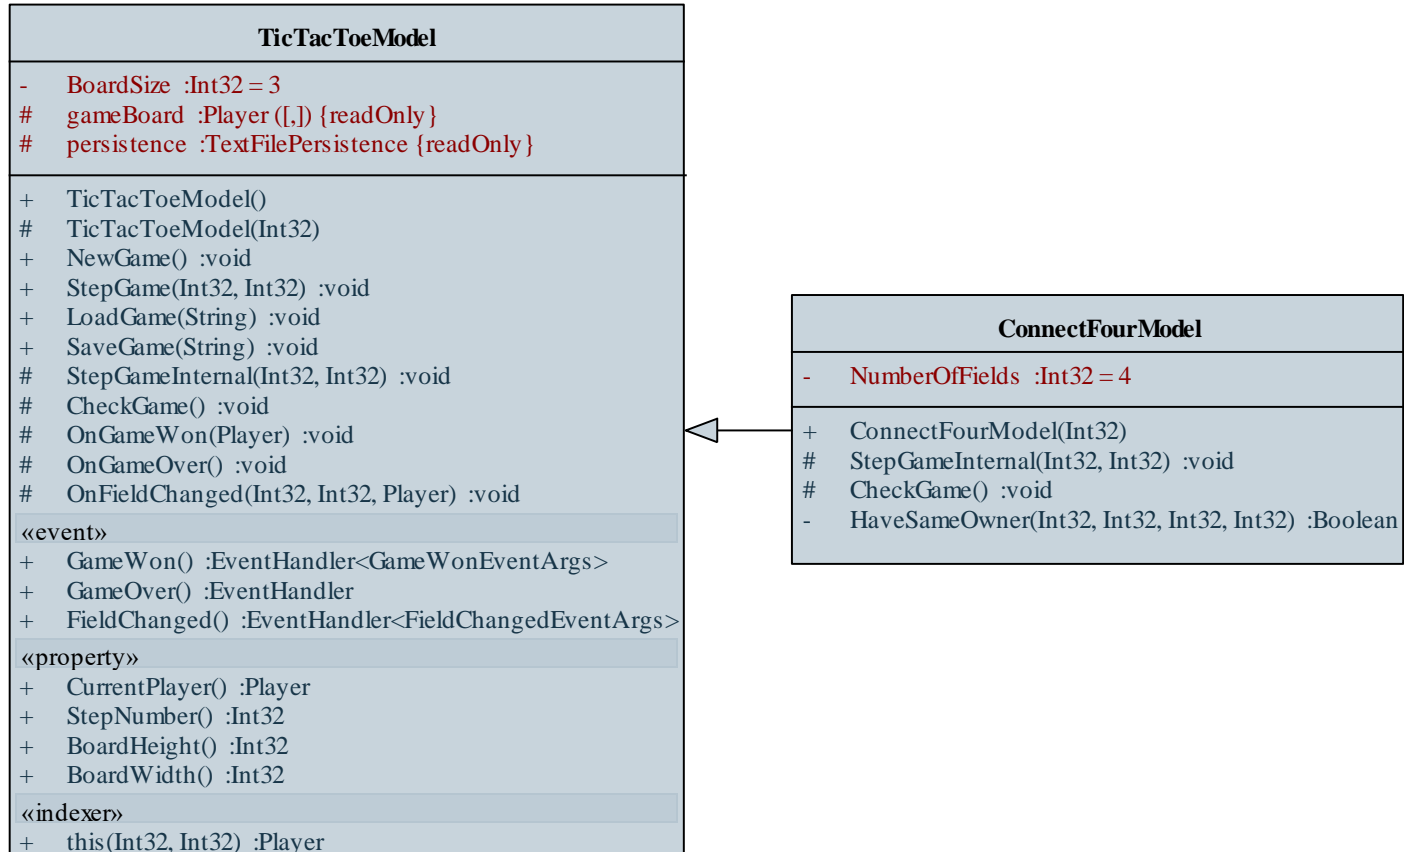 TicTacToeModel
- BoardSize :Int32 = 3
# gameBoard :Player ([,]) {readOnly}
# persistence :TextFilePersistence {readOnly}
+ TicTacToeModel()
# TicTacToeModel(Int32)
+ NewGame() :void
+ StepGame(Int32, Int32) :void
+ LoadGame(String) :void
+ SaveGame(String) :void
# StepGameInternal(Int32, Int32) :void
# CheckGame() :void
# OnGameWon(Player) :void
# OnGameOver() :void
# OnFieldChanged(Int32, Int32, Player) :void
«event»
+ GameWon() :EventHandler<GameWonEventArgs>
+ GameOver() :EventHandler
+ FieldChanged() :EventHandler<FieldChangedEventArgs>
«property»
+ CurrentPlayer() :Player
+ StepNumber() :Int32
+ BoardHeight() :Int32
+ BoardWidth() :Int32
«indexer»
+ this(Int32, Int32) :Player
ConnectFourModel
- NumberOfFields :Int32 = 4
+ ConnectFourModel(Int32)
# StepGameInternal(Int32, Int32) :void
# CheckGame() :void
- HaveSameOwner(Int32, Int32, Int32, Int32) :Boolean